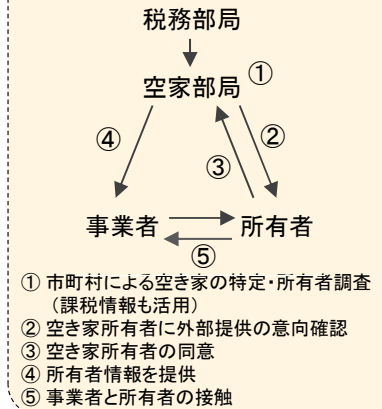 税務部局
空家部局 ①
④ ②
③
事業者 所有者
⑤
① 市町村による空き家の特定・所有者調査
（課税情報も活用）
② 空き家所有者に外部提供の意向確認
③ 空き家所有者の同意
④ 所有者情報を提供
⑤ 事業者と所有者の接触